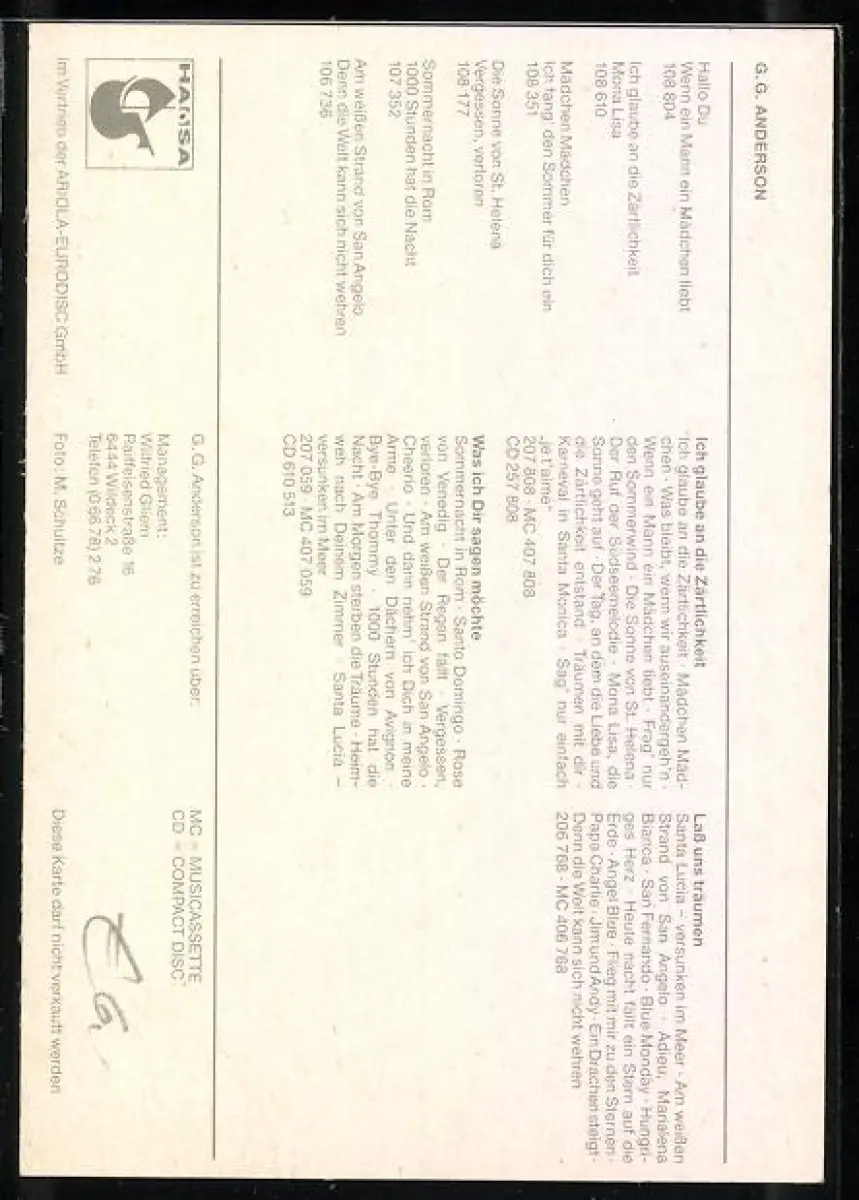 G. G. ANDERSON
Hallo Du
Wenn ein Mann ein Mädchen liebt
108 804
Ich glaube an die Zärtlichkeit
Mona Lisa
108 610
Mädchen Mädchen
Ich fang' den Sommer für dich ein
108 351
Die Sonne von St. Helena
Vergessen, verloren
108 177
Sommernacht in Rom
1000 Stunden hat die Nacht
107 352
Am weißen Strand von San Angelo
Denn die Welt kann sich nicht wehren
106 736
Ich glaube an die Zärtlichkeit
Ich glaube an die Zärtlichkeit · Mädchen Mäd-
chen · Was bleibt, wenn wir auseinandergeh'n ·
Wenn ein Mann ein Mädchen liebt · Frag' nur
den Sommerwind · Die Sonne von St. Helena ·
Der Ruf der Südseemelodie · Mona Lisa, die
Sonne geht auf · Der Tag, an dem die Liebe und
die Zärtlichkeit entstand · Träumen mit dir ·
Karneval in Santa Monica · Sag' nur einfach
„je t'aime"
207 808 · MC 407 808
CD 257 808
Was ich Dir sagen möchte
Sommernacht in Rom · Santo Domingo · Rose
von Venedig · Der Regen fällt · Vergessen,
verloren · Am weißen Strand von San Angelo ·
Cheerio · Und dann nehm' ich Dich in meine
Arme · Unter den Dächern von Avignon ·
Bye-Bye Thommy · 1000 Stunden hat die
Nacht · Am Morgen sterben die Träume · Heim-
weh nach Deinem Zimmer · Santa Lucia –
versunken im Meer
207 059 · MC 407 059
CD 610 513
Laß uns träumen
Santa Lucia – versunken im Meer · Am weißen
Strand von San Angelo · Adieu, Marialena
Bianca · San Fernando · Blue Monday · Hungri-
ges Herz · Heute nacht fällt ein Stern auf die
Erde · Angel Blue · Flieg mit mir zu den Sternen ·
Papa Charlie · Jim und Andy · Ein Drachen steigt ·
Denn die Welt kann sich nicht wehren
206 768 · MC 406 768
HANSA
Im Vertrieb der ARIOLA-EURODISC GmbH
G. G. Anderson ist zu erreichen über:
Management:
Wilfried Gliem
Raiffeisenstraße 16
6444 Wildeck 2
Telefon (0 66 78) 2 76
Foto: M. Schultze
MC = MUSICASSETTE
CD = COMPACT DISC
Diese Karte darf nicht verkauft werden